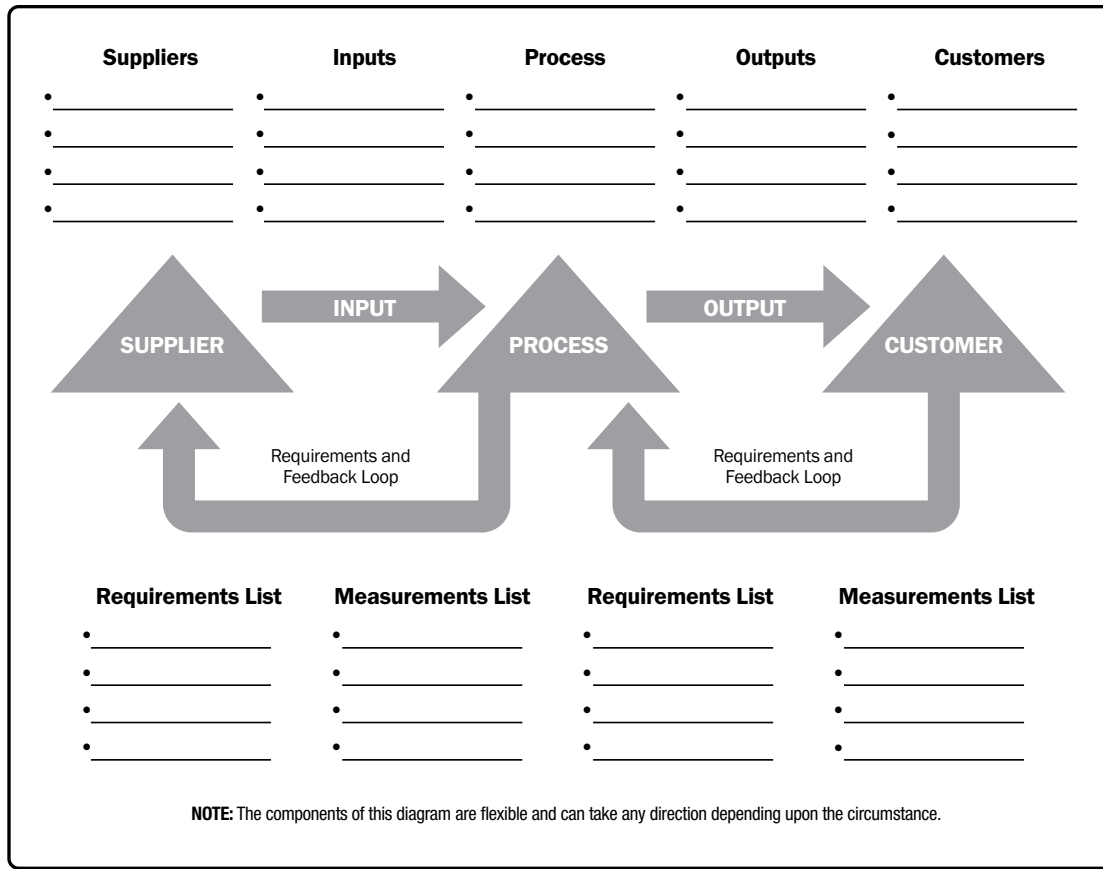 Suppliers
Inputs
Process
Outputs
Customers
SUPPLIER
INPUT
PROCESS
OUTPUT
CUSTOMER
Requirements and
Feedback Loop
Requirements and
Feedback Loop
Requirements List
Measurements List
Requirements List
Measurements List
NOTE: The components of this diagram are flexible and can take any direction depending upon the circumstance.